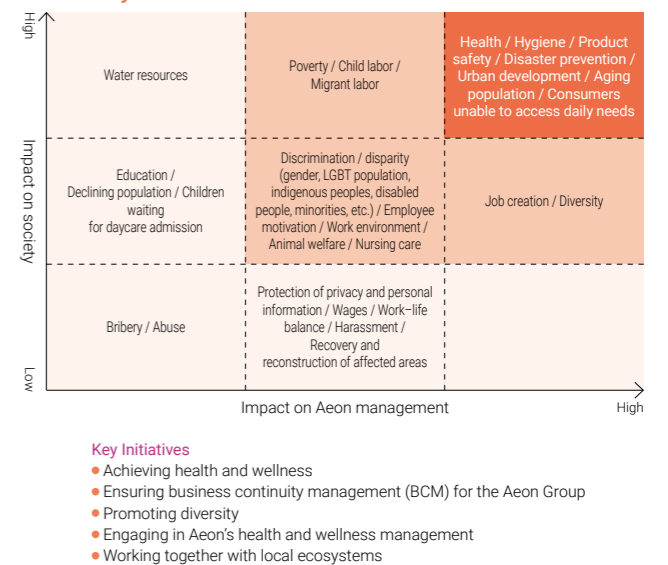 High
Impact on society
Low
Water resources
Poverty / Child labor /
Migrant labor
Health / Hygiene / Product
safety / Disaster prevention /
Urban development / Aging
population / Consumers
unable to access daily needs
Education /
Declining population / Children
waiting
for daycare admission
Discrimination / disparity
(gender, LGBT population,
indigenous peoples, disabled
people, minorities, etc.) / Employee
motivation / Work environment /
Animal welfare / Nursing care
Job creation / Diversity
Bribery / Abuse
Protection of privacy and personal
information / Wages / Work–life
balance / Harassment /
Recovery and
reconstruction of affected areas
Impact on Aeon management
High
Key Initiatives
● Achieving health and wellness
● Ensuring business continuity management (BCM) for the Aeon Group
● Promoting diversity
● Engaging in Aeon's health and wellness management
● Working together with local ecosystems